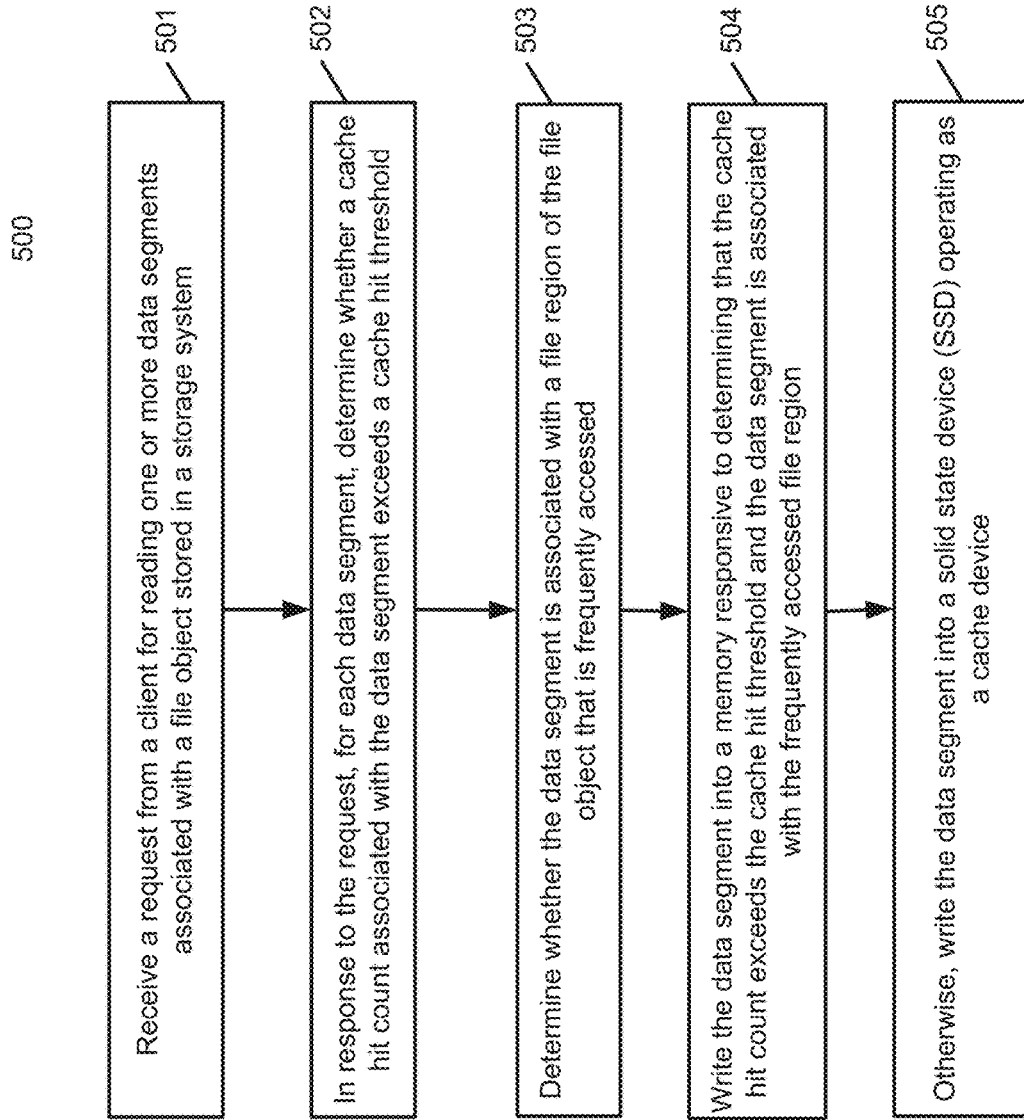 500
Receive a request from a client for reading one or more data segments
associated with a file object stored in a storage system
501
In response to the request, for each data segment, determine whether a cache
hit count associated with the data segment exceeds a cache hit threshold
502
Determine whether the data segment is associated with a file region of the file
object that is frequently accessed
503
Write the data segment into a memory responsive to determining that the cache
hit count exceeds the cache hit threshold and the data segment is associated
with the frequently accessed file region
504
Otherwise, write the data segment into a solid state device (SSD) operating as
a cache device
505